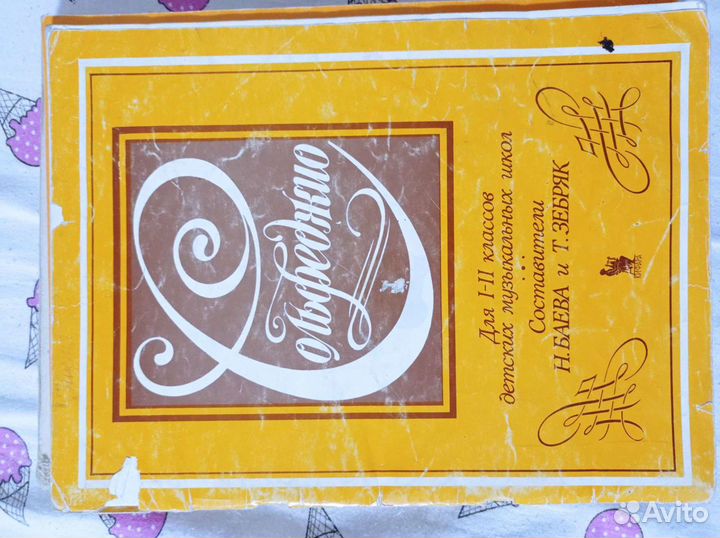 Сольфеджио
Для I-II классов
детских музыкальных школ
Составители
Н. БАЕВА и Т. ЗЕБРЯК
Avito